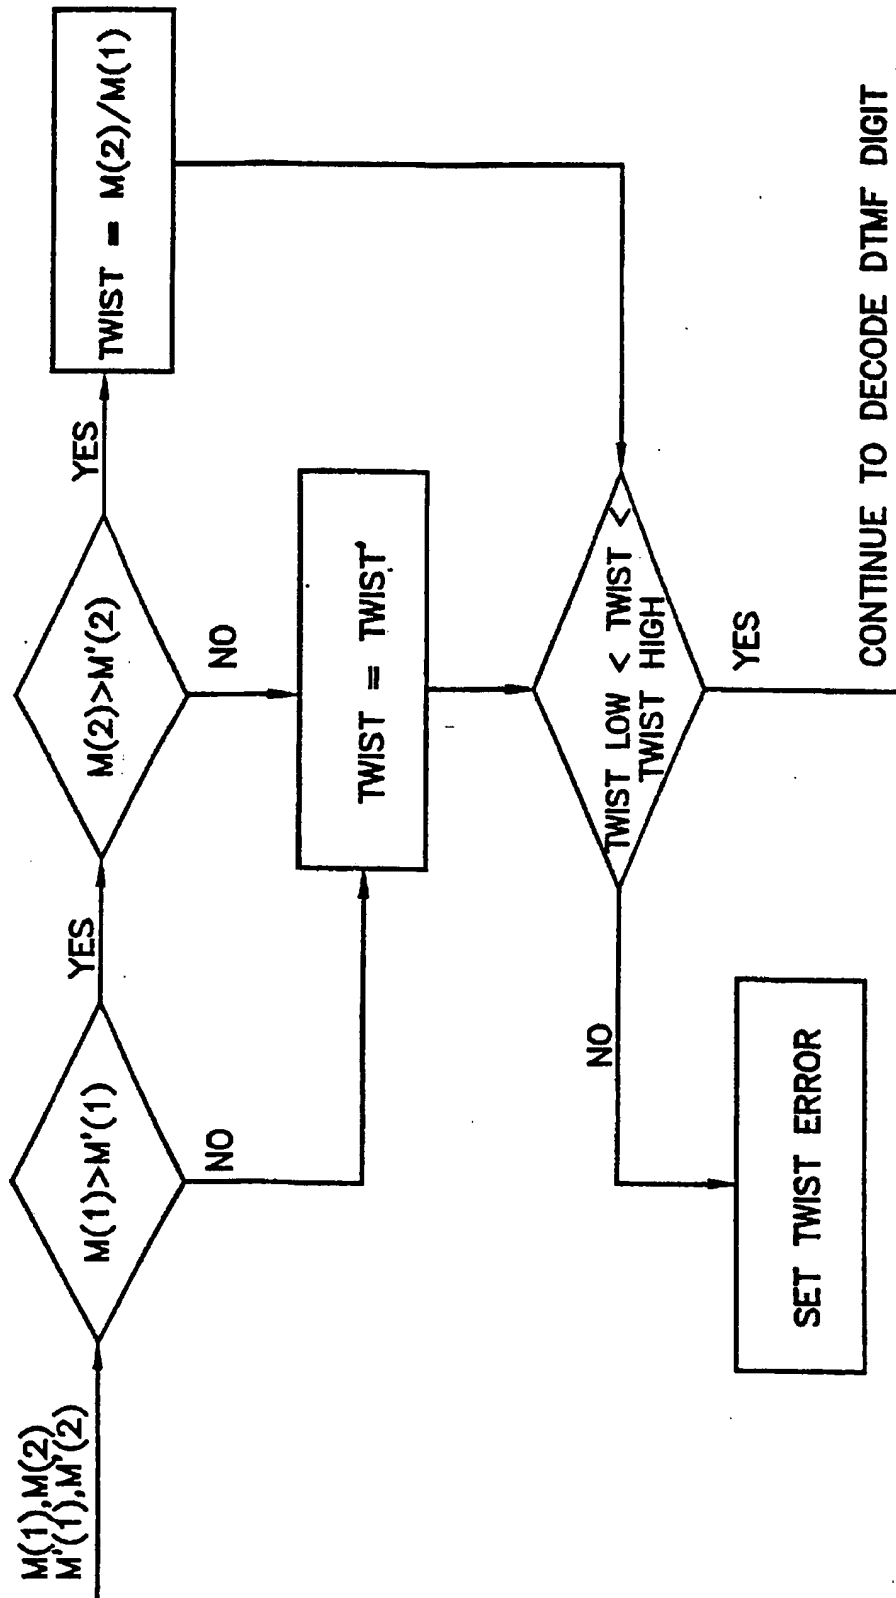 M(1),M(2)
M'(1),M'(2)
M(1)>M'(1)
YES
NO
M(2)>M'(2)
YES
NO
TWIST = M(2)/M(1)
TWIST = TWIST'
TWIST LOW < TWIST <
TWIST HIGH
NO
YES
SET TWIST ERROR
CONTINUE TO DECODE DTMF DIGIT